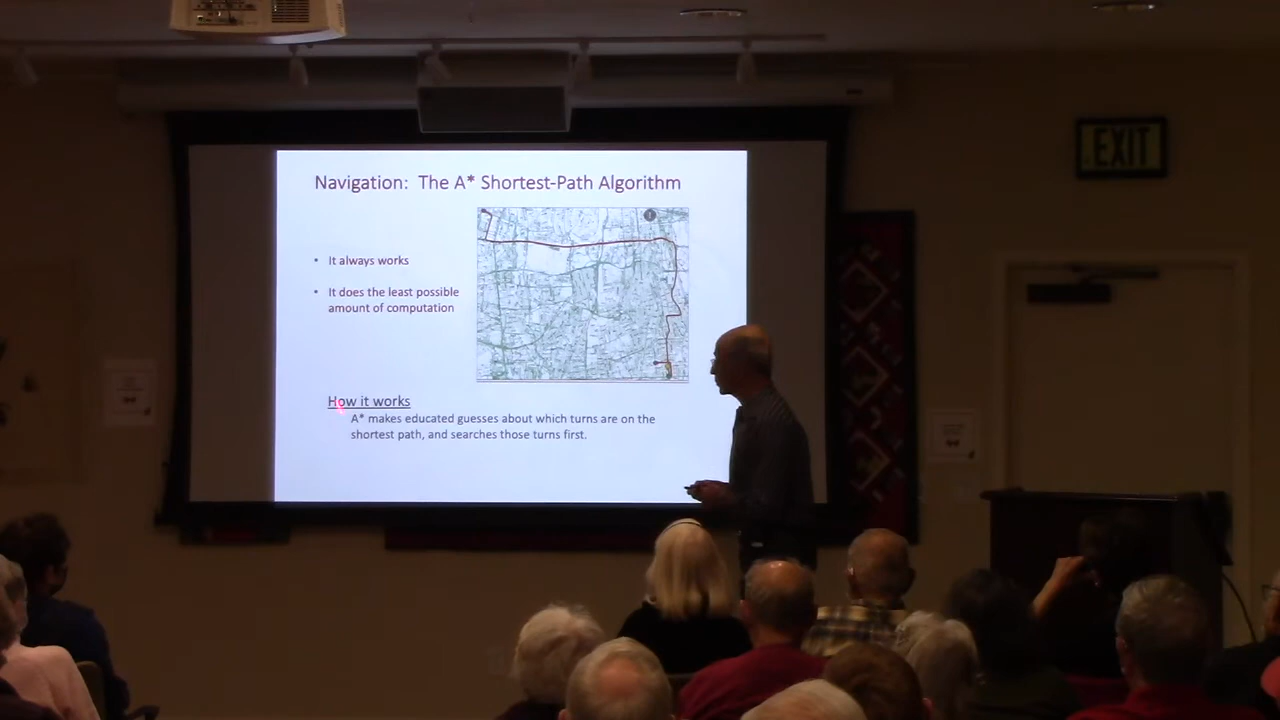 EXIT
Navigation: The A* Shortest-Path Algorithm
• It always works
• It does the least possible
amount of computation
How it works
A* makes educated guesses about which turns are on the
shortest path, and searches those turns first.